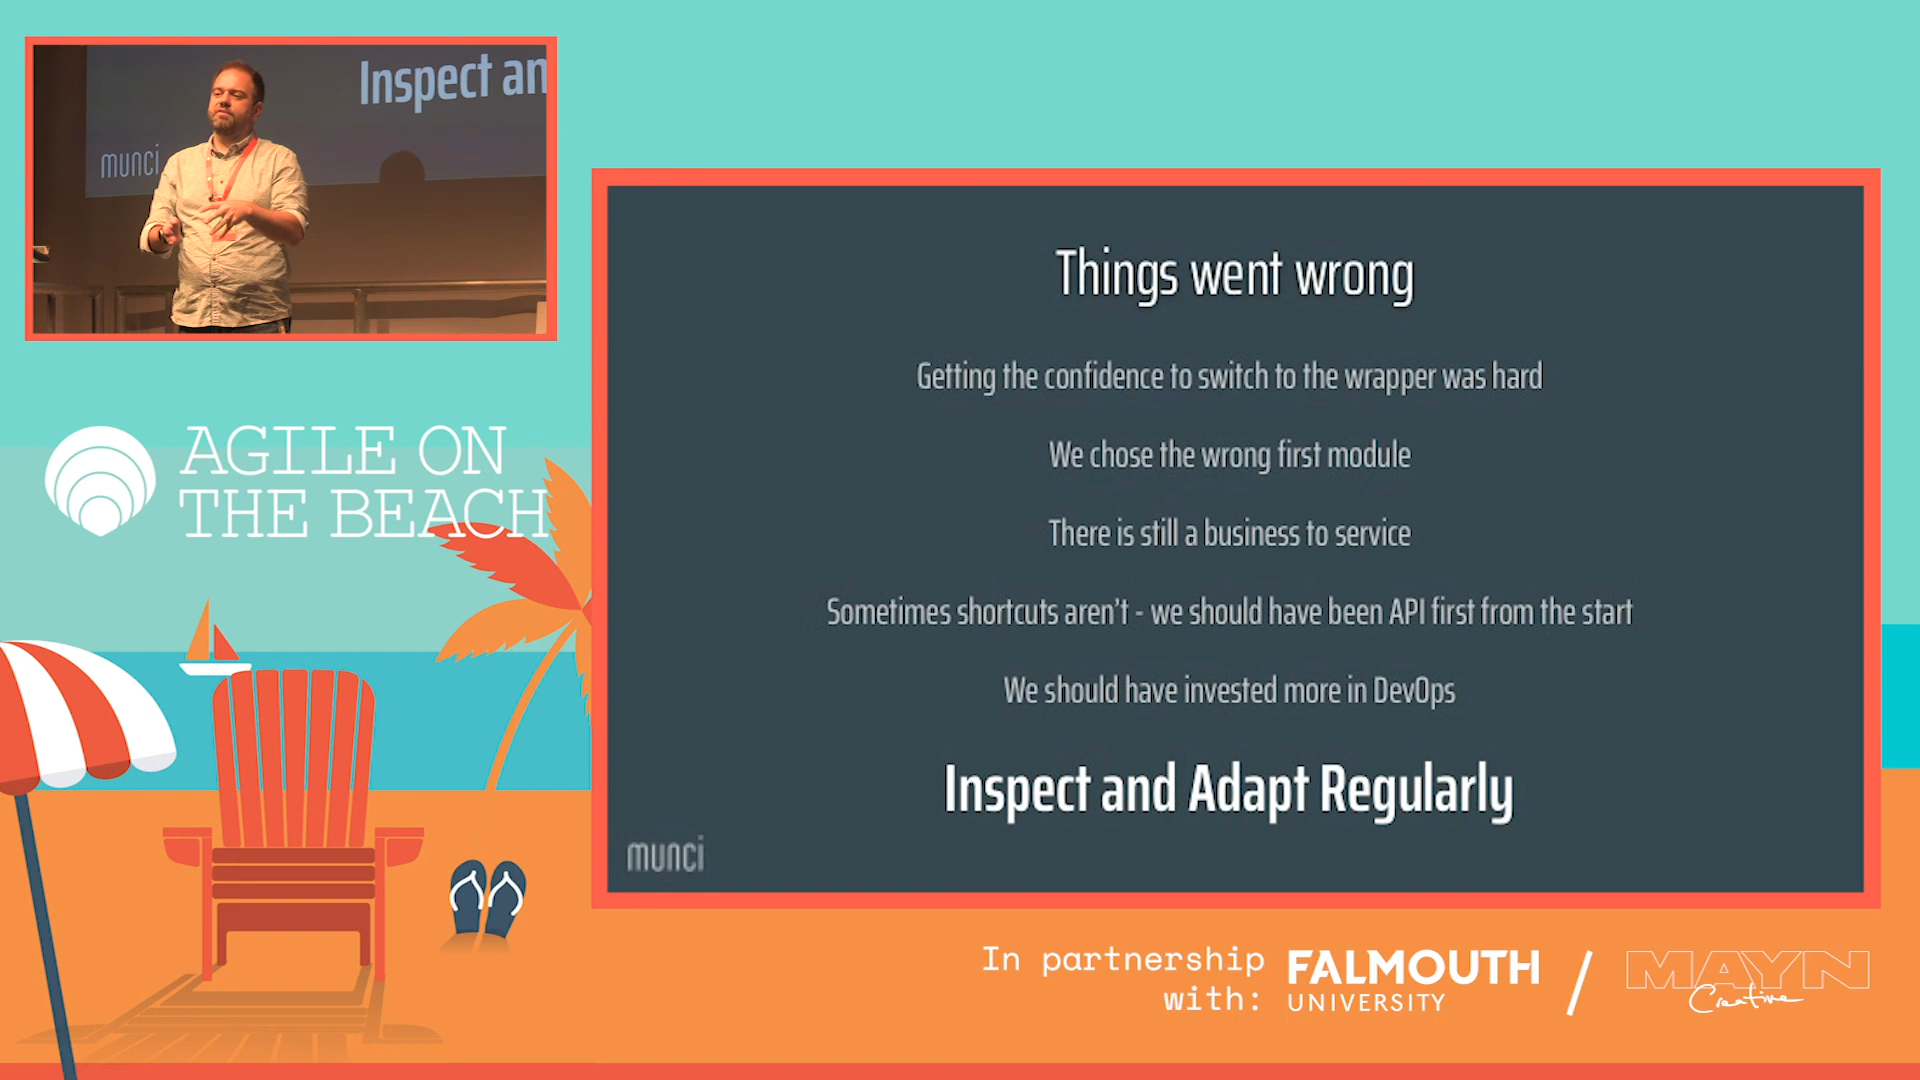 Inspect an
munci
AGILE ON
THE BEACH
Things went wrong
Getting the confidence to switch to the wrapper was hard
We chose the wrong first module
There is still a business to service
Sometimes shortcuts aren't - we should have been API first from the start
We should have invested more in DevOps
Inspect and Adapt Regularly
munci
In partnership
with:
FALMOUTH
UNIVERSITY
/
MAYN
Creative